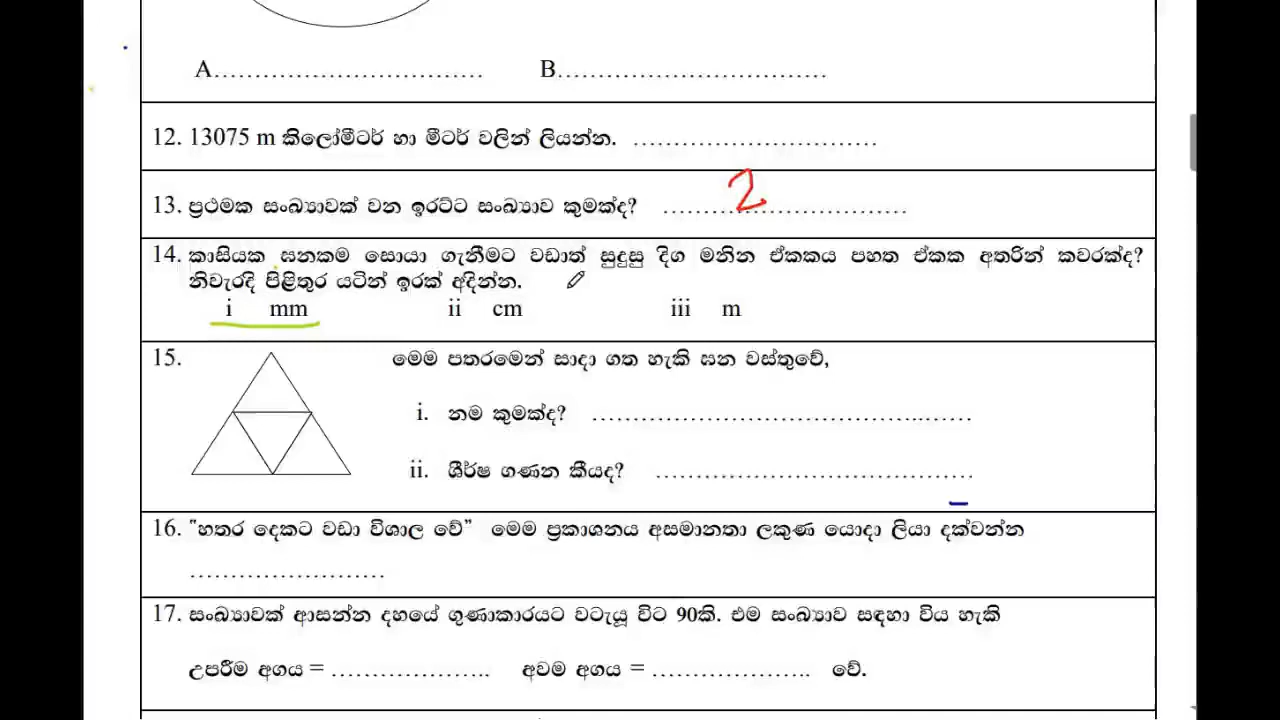 A................................. B.................................
12. 13075 m කිලෝමීටර් හා මීටර් වලින් ලියන්න. ..............................
13. ප්‍රථමක සංඛ්‍යාවක් වන ඉරට්ට සංඛ්‍යාව කුමක්ද? .............................. 2
14. කාසියක ඝනකම සොයා ගැනීමට වඩාත් සුදුසු දිග මනින ඒකකය පහත ඒකක අතරින් කවරක්ද?
නිවැරදි පිළිතුර යටින් ඉරක් අදින්න.
i mm ii cm iii m
15. මෙම පතරමෙන් සාදා ගත හැකි ඝන වස්තුවේ,
i. නම කුමක්ද? ...............................................
ii. ශීර්ෂ ගණන කීයද? .......................................
16. "හතර දෙකට වඩා විශාල වේ" මෙම ප්‍රකාශනය අසමානතා ලකුණ යොදා ලියා දක්වන්න
........................
17. සංඛ්‍යාවක් ආසන්න දහයේ ගුණාකාරයට වටැයූ විට 90කි. එම සංඛ්‍යාව සඳහා විය හැකි
උපරිම අගය = .................... අවම අගය = .................... වේ.